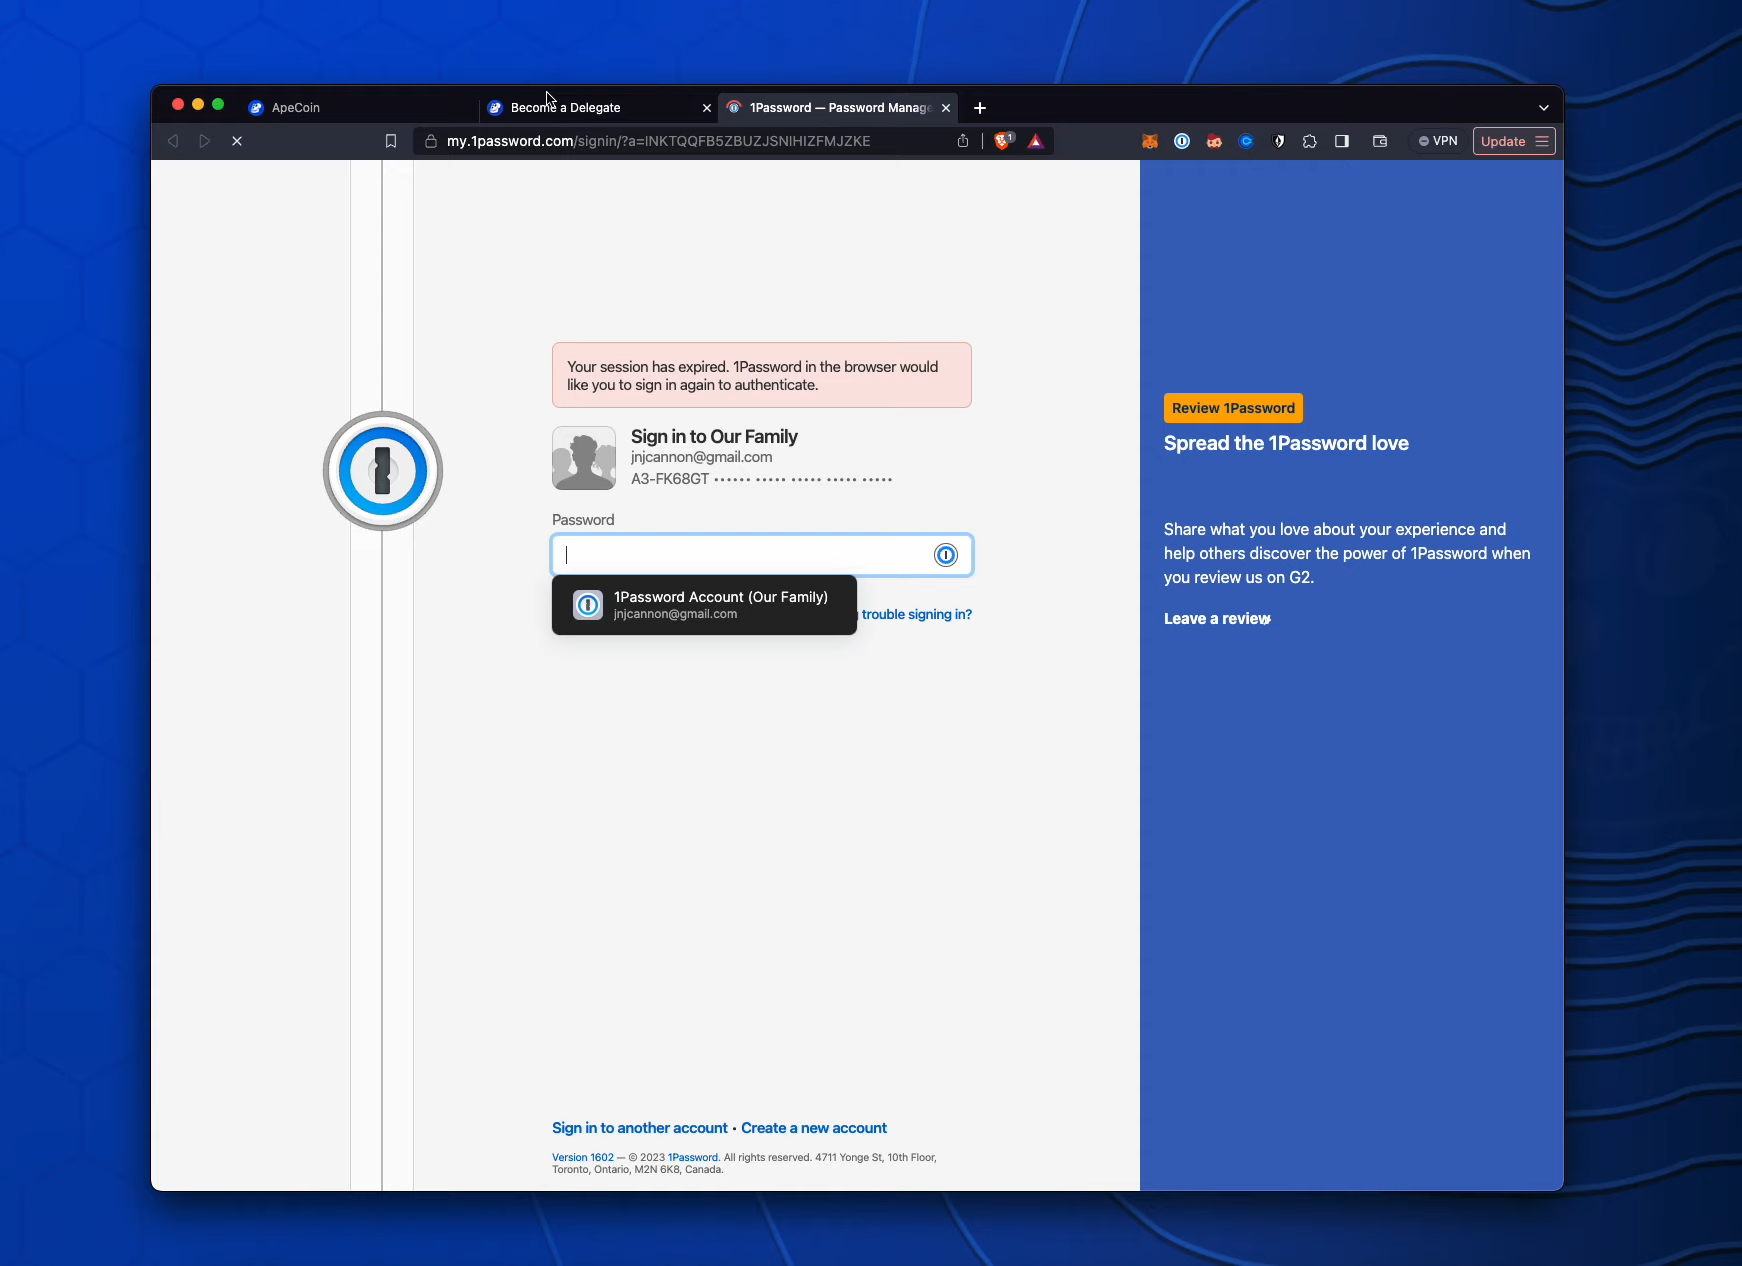 ApeCoin
Become a Delegate
1Password — Password Manage
my.1password.com/signin/?a=INKTQQFB5ZBUZJSNIHIZFMJZKE
1
VPN
Update
Your session has expired. 1Password in the browser would
like you to sign in again to authenticate.
Sign in to Our Family
jnjcannon@gmail.com
A3-FK68GT •••••• ••••• ••••• ••••• •••••
Password
1Password Account (Our Family)
jnjcannon@gmail.com
trouble signing in?
Sign in to another account • Create a new account
Version 1602 — © 2023 1Password. All rights reserved. 4711 Yonge St, 10th Floor,
Toronto, Ontario, M2N 6K8, Canada.
Review 1Password
Spread the 1Password love
Share what you love about your experience and
help others discover the power of 1Password when
you review us on G2.
Leave a review